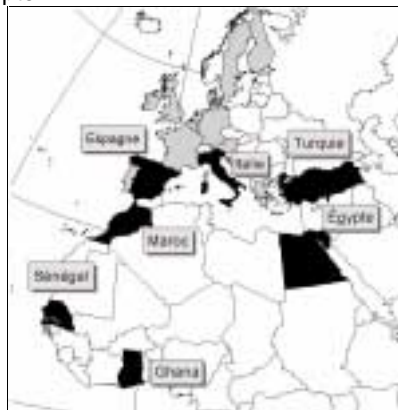 Espagne
Turquie
Italie
Égypte
Maroc
Sénégal
Ghana